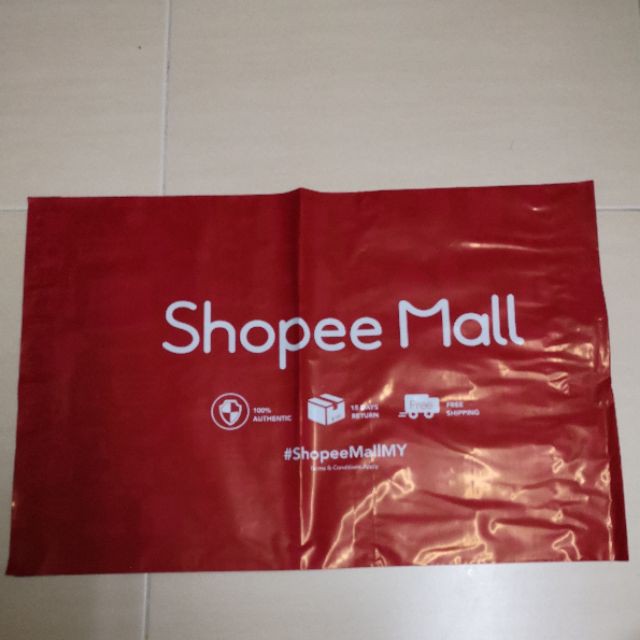 Shopee Mall
100%
AUTHENTIC
15 DAYS
RETURN
Free
FREE
SHIPPING
#ShopeeMallMY
Terms & Conditions Apply